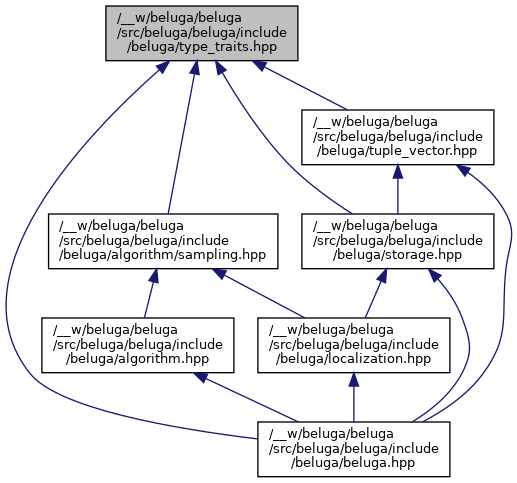 /__w/beluga/beluga
/src/beluga/beluga/include
/beluga/type_traits.hpp
/__w/beluga/beluga
/src/beluga/beluga/include
/beluga/tuple_vector.hpp
/__w/beluga/beluga
/src/beluga/beluga/include
/beluga/algorithm/sampling.hpp
/__w/beluga/beluga
/src/beluga/beluga/include
/beluga/storage.hpp
/__w/beluga/beluga
/src/beluga/beluga/include
/beluga/algorithm.hpp
/__w/beluga/beluga
/src/beluga/beluga/include
/beluga/localization.hpp
/__w/beluga/beluga
/src/beluga/beluga/include
/beluga/beluga.hpp